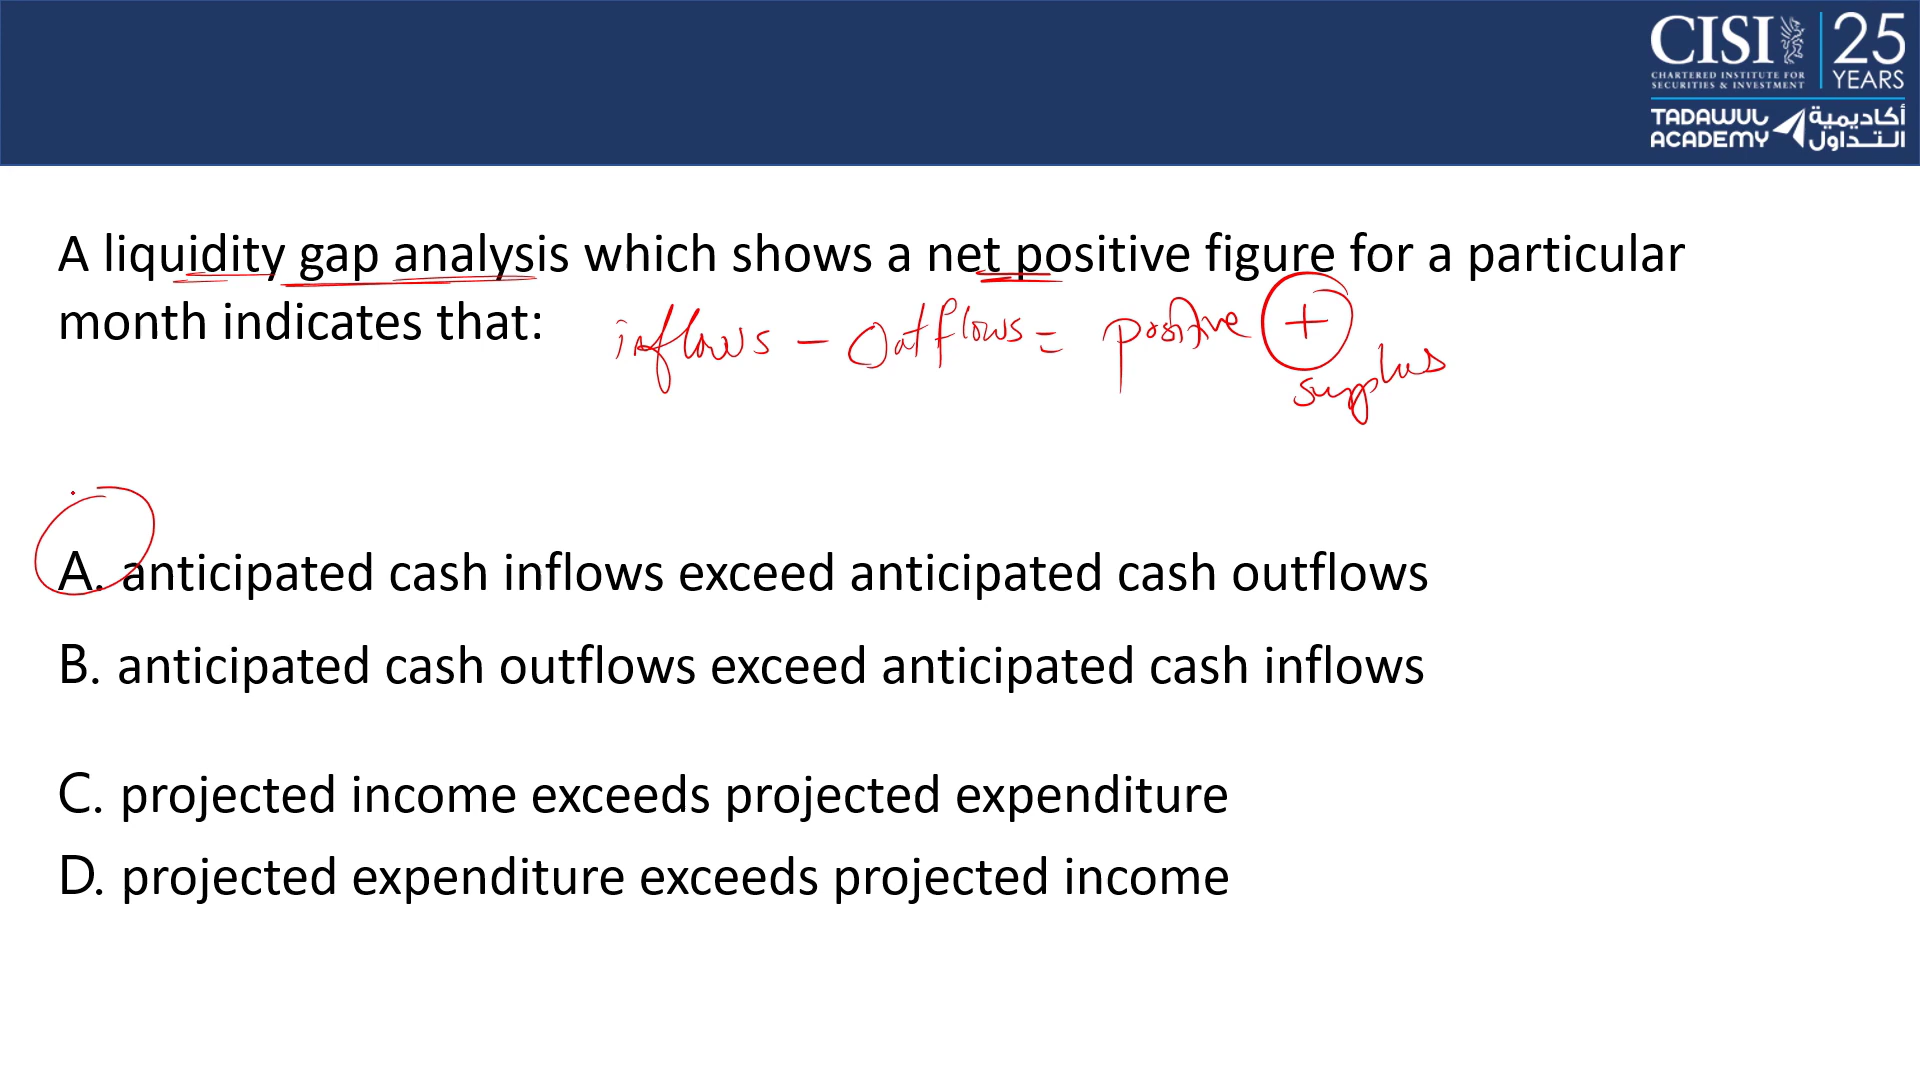 CISI 25
CHARTERED INSTITUTE FOR
SECURITIES & INVESTMENT YEARS
TADAWUL أكاديمية
ACADEMY التداول
A liquidity gap analysis which shows a net positive figure for a particular
month indicates that:
inflows - outflows = positive +
surplus
A. anticipated cash inflows exceed anticipated cash outflows
B. anticipated cash outflows exceed anticipated cash inflows
C. projected income exceeds projected expenditure
D. projected expenditure exceeds projected income